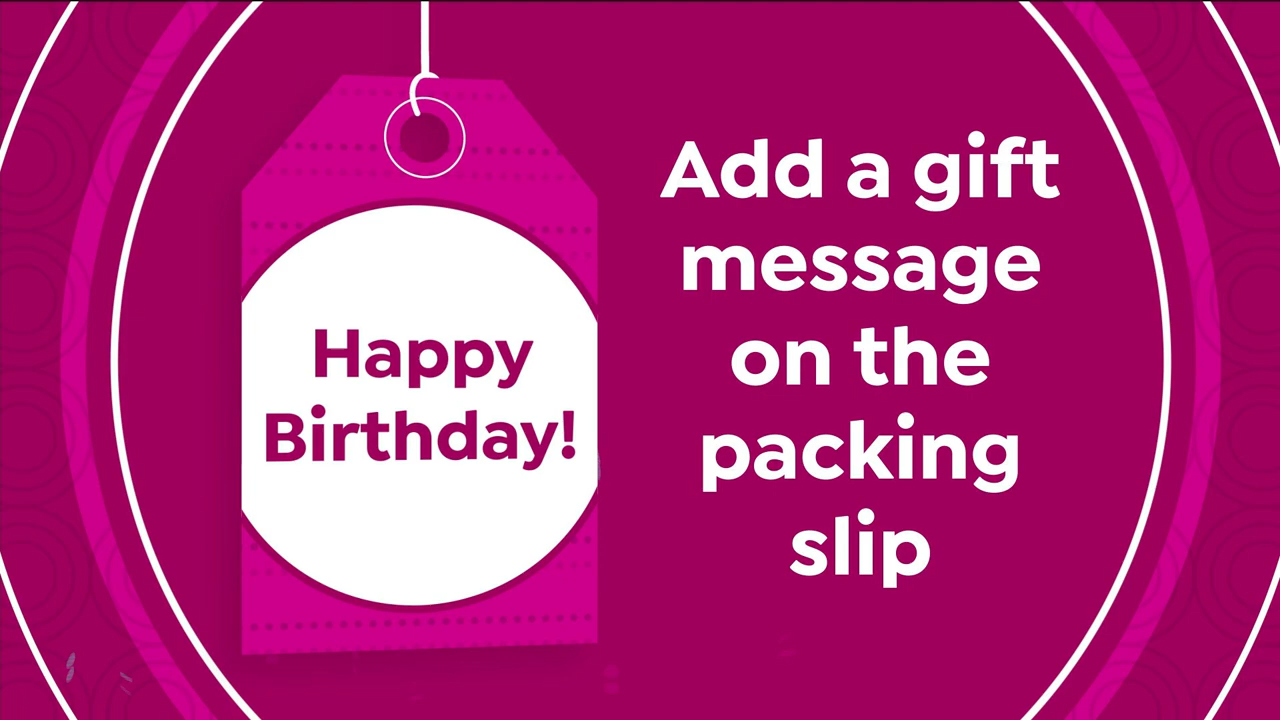 Happy
Birthday!
Add a gift
message
on the
packing
slip